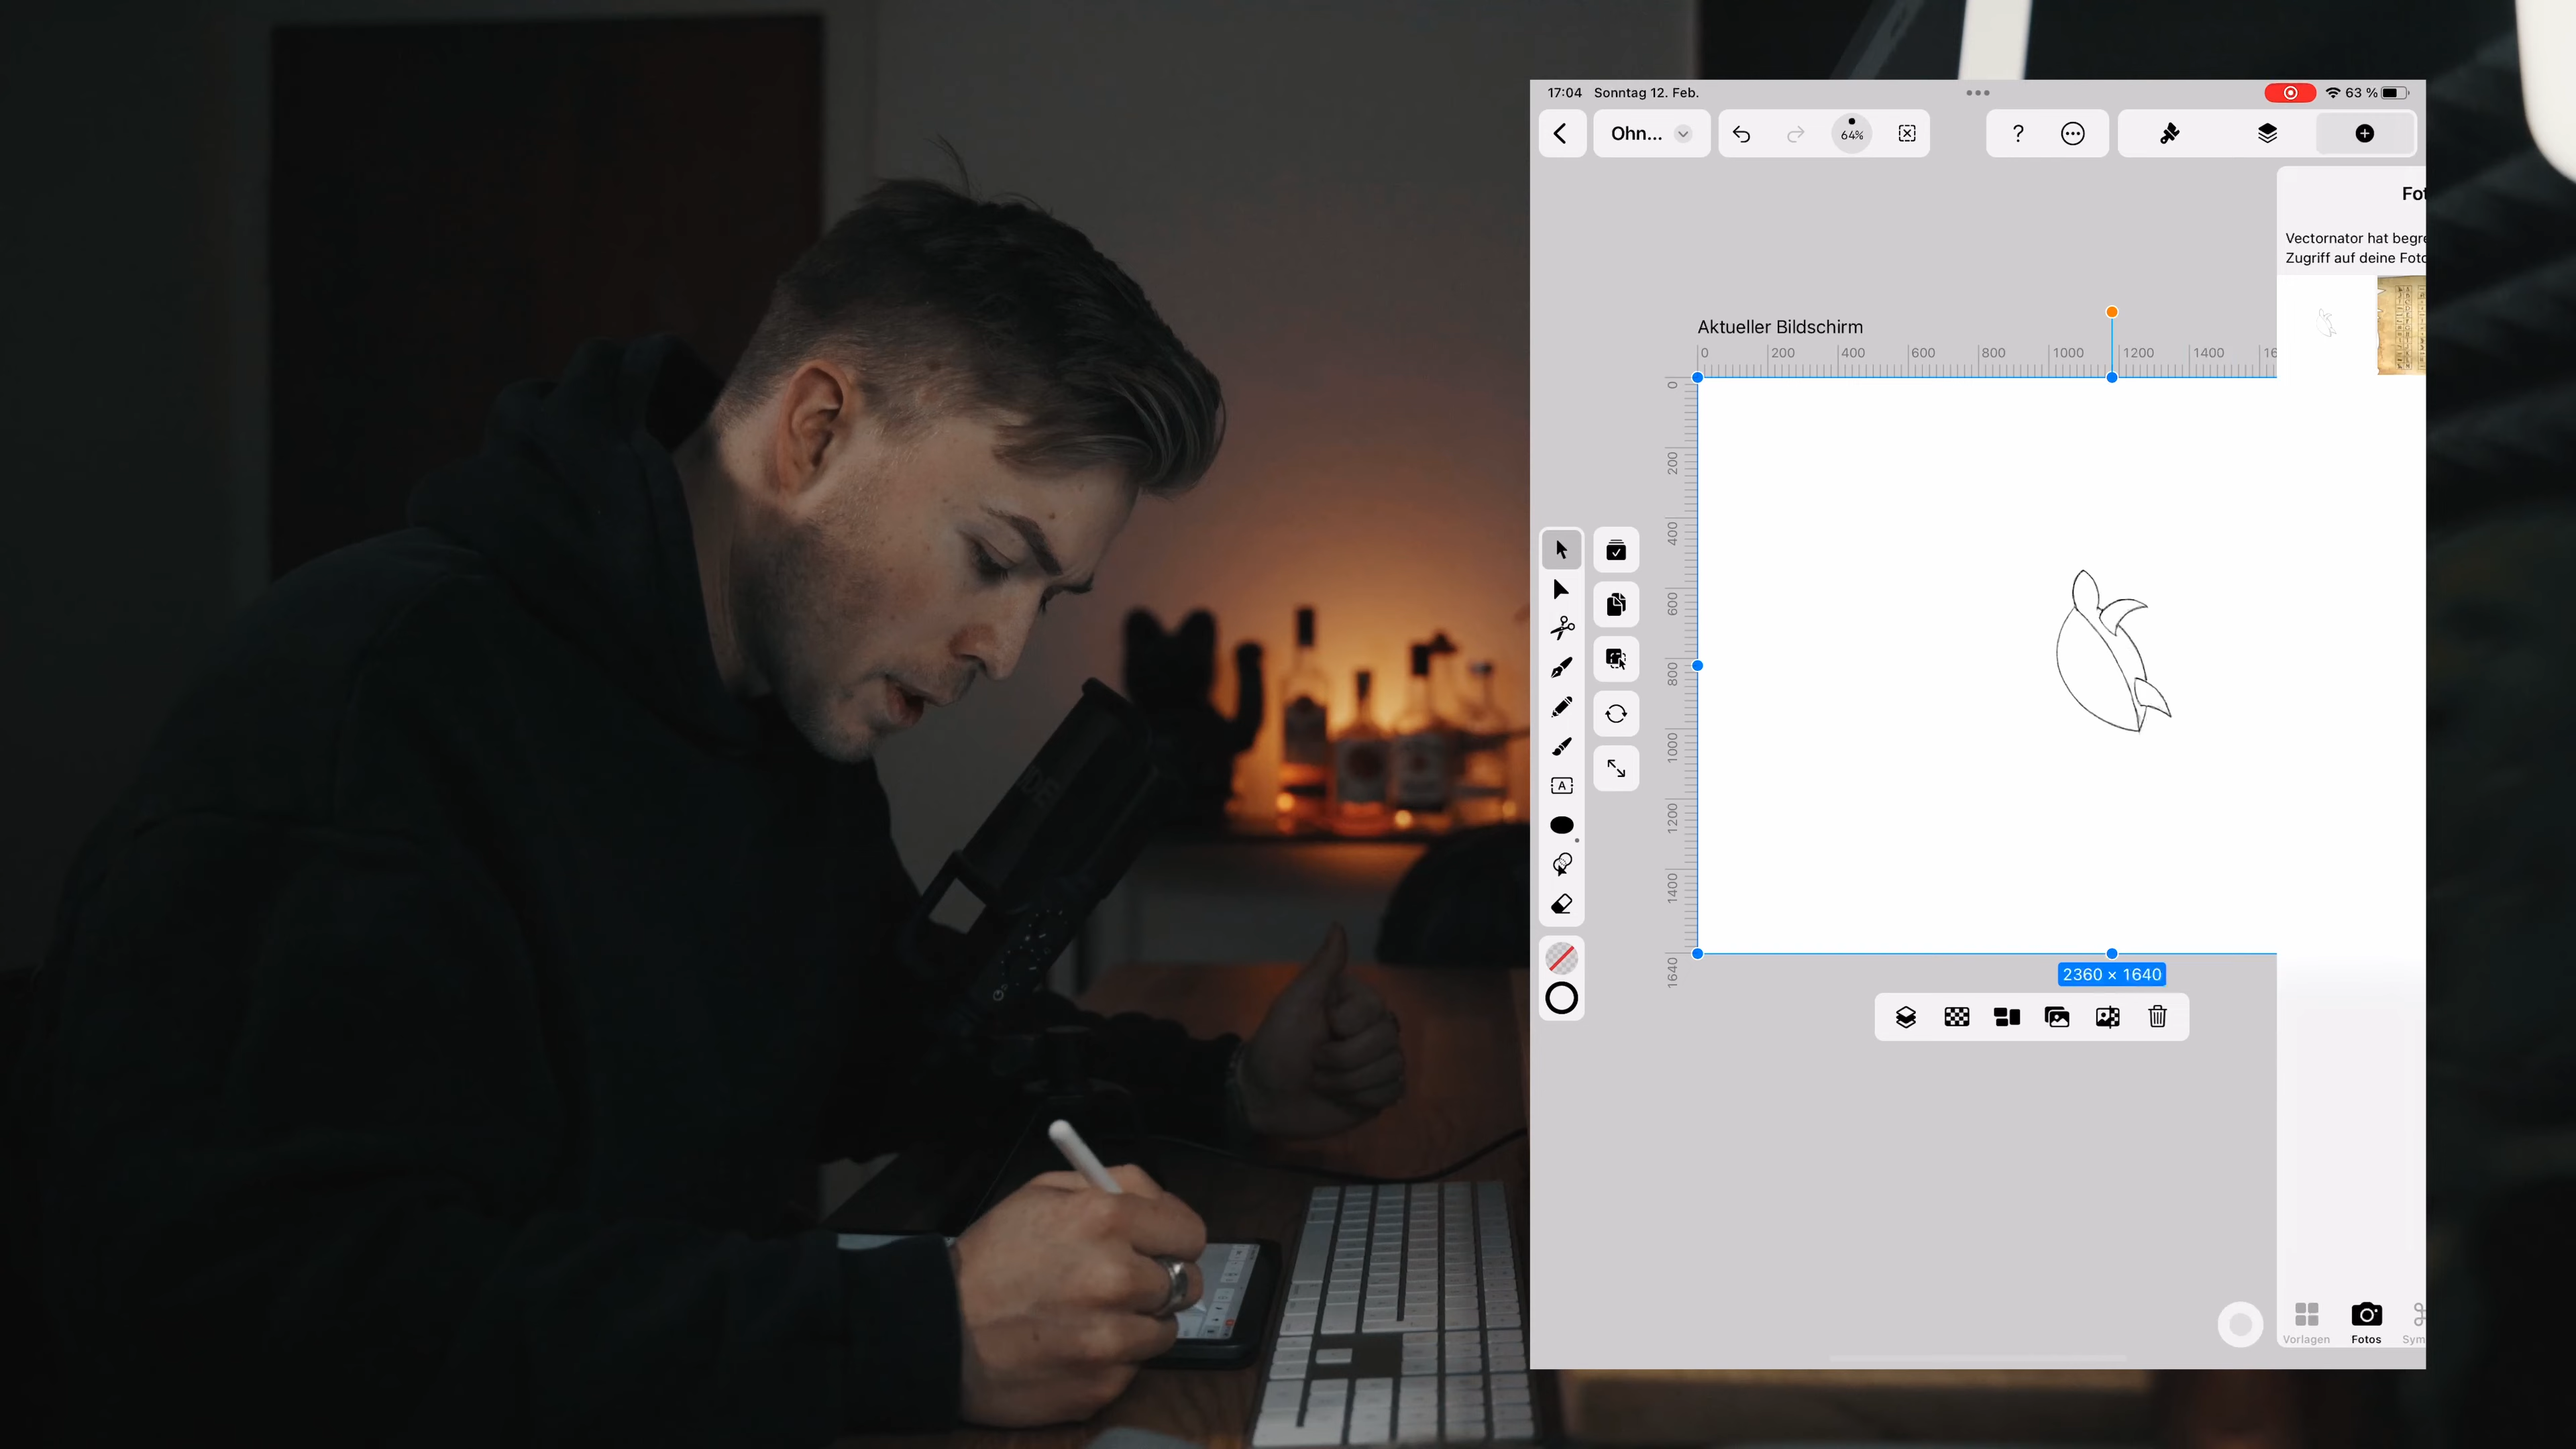 17:04 Sonntag 12. Feb.
63 %
Ohn...
64%
?
Fot
Vectornator hat begre
Zugriff auf deine Foto
Aktueller Bildschirm
0 200 400 600 800 1000 1200 1400 16
0
200
400
600
800
1000
1200
1400
1640
A
2360 × 1640
Vorlagen Fotos Sym